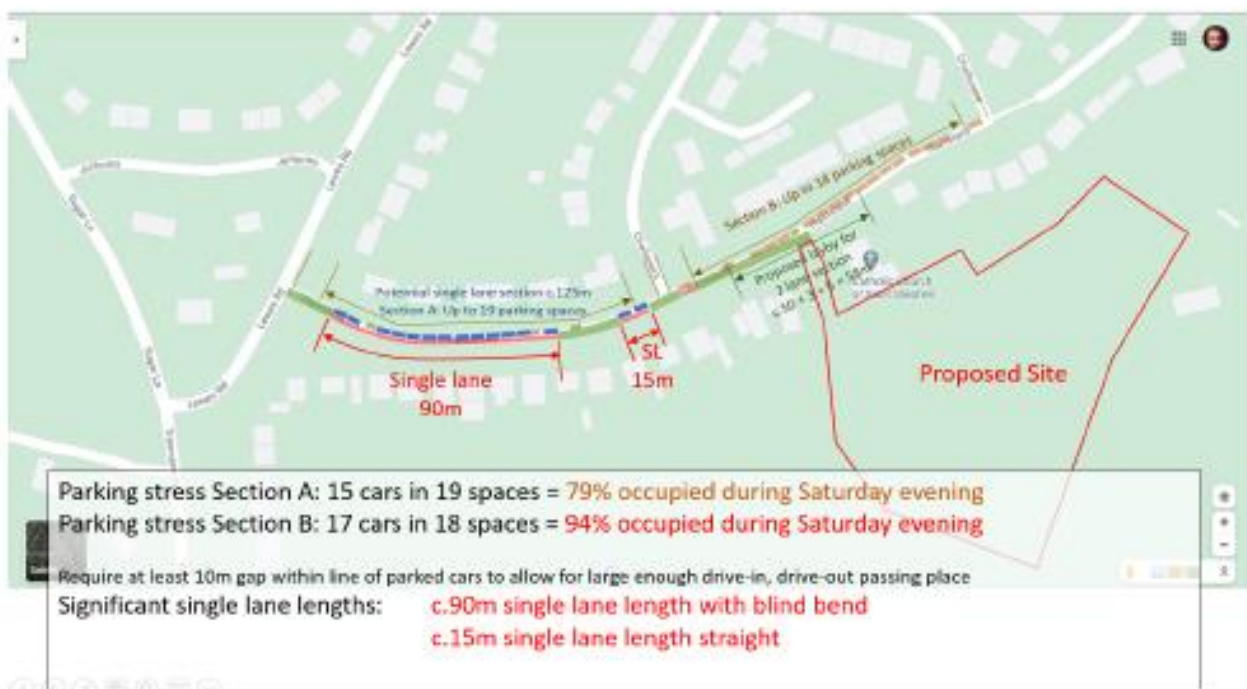 Section B: Up to 18 parking spaces
Potential single lane section c.125m
Section A: Up to 19 parking spaces
Proposed
for
2 lane section
SL
15m
Single lane
90m
Proposed Site
Parking stress Section A: 15 cars in 19 spaces = 79% occupied during Saturday evening
Parking stress Section B: 17 cars in 18 spaces = 94% occupied during Saturday evening
Require at least 10m gap within line of parked cars to allow for large enough drive-in, drive-out passing place
Significant single lane lengths: c.90m single lane length with blind bend
c.15m single lane length straight